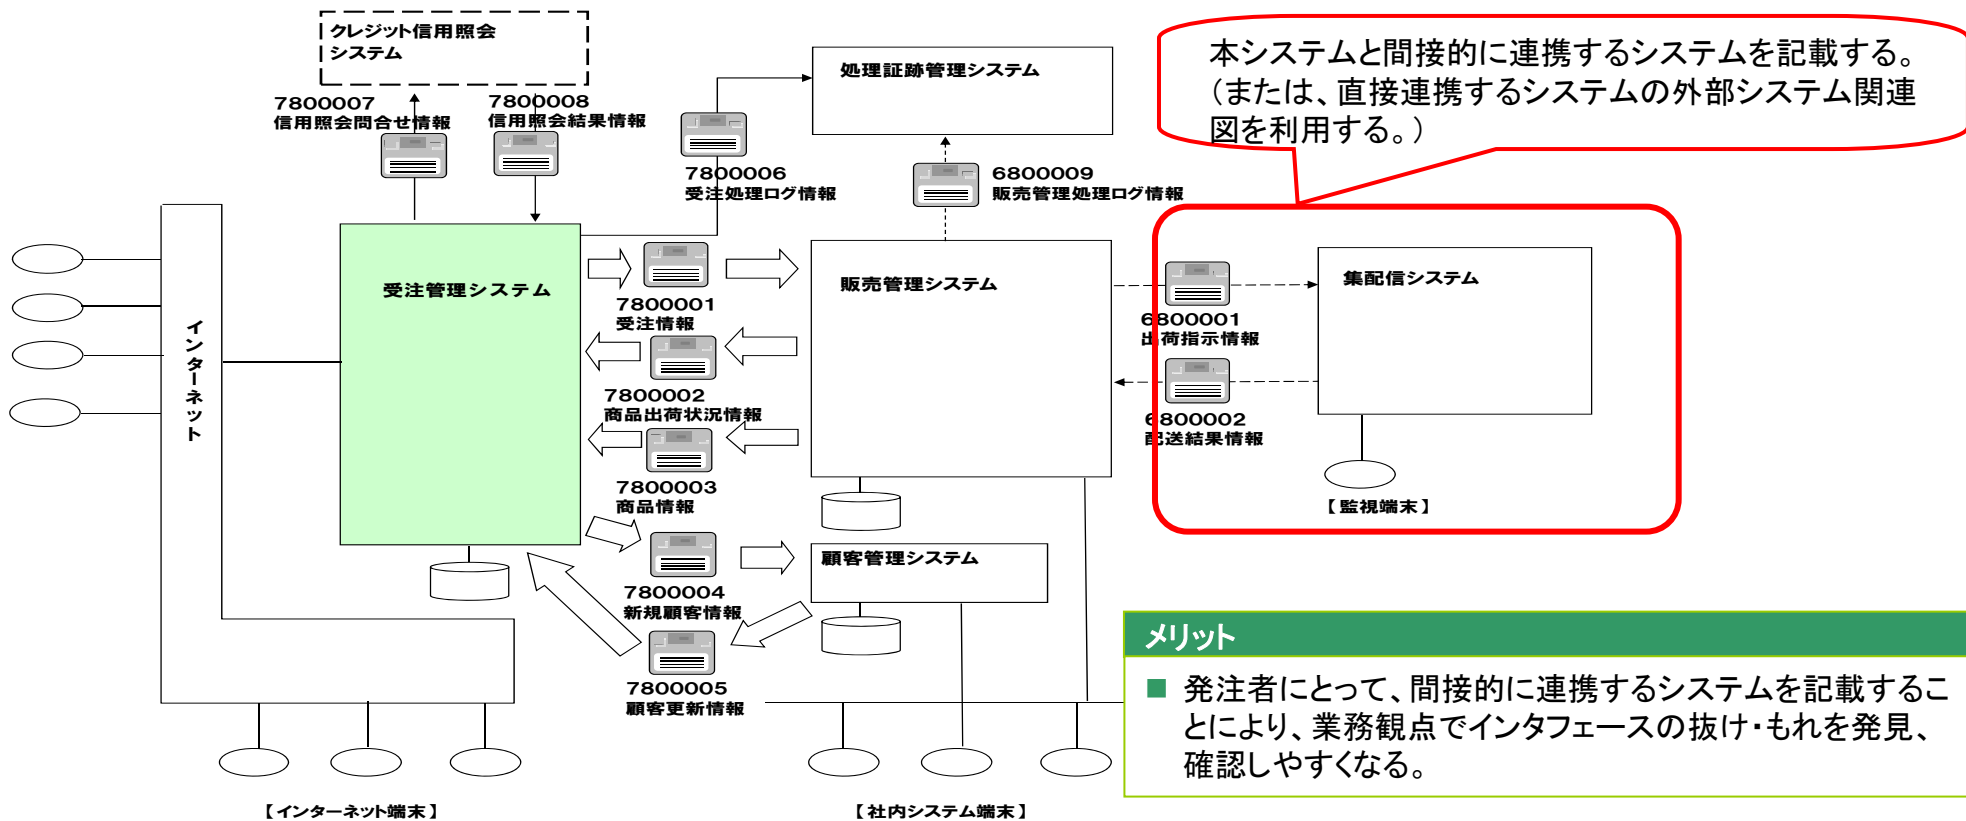 クレジット信用照会
システム
7800007
信用照会問合せ情報
7800008
信用照会結果情報
処理証跡管理システム
本システムと間接的に連携するシステムを記載する。
（または、直接連携するシステムの外部システム関連
図を利用する。）
7800006
受注処理ログ情報
6800009
販売管理処理ログ情報
インターネット
受注管理システム
7800001
受注情報
販売管理システム
6800001
出荷指示情報
集配信システム
7800002
商品出荷状況情報
6800002
配送結果情報
7800003
商品情報
【監視端末】
7800004
新規顧客情報
顧客管理システム
7800005
顧客更新情報
メリット
■ 発注者にとって、間接的に連携するシステムを記載するこ
とにより、業務観点でインタフェースの抜け・もれを発見、
確認しやすくなる。
【インターネット端末】
【社内システム端末】